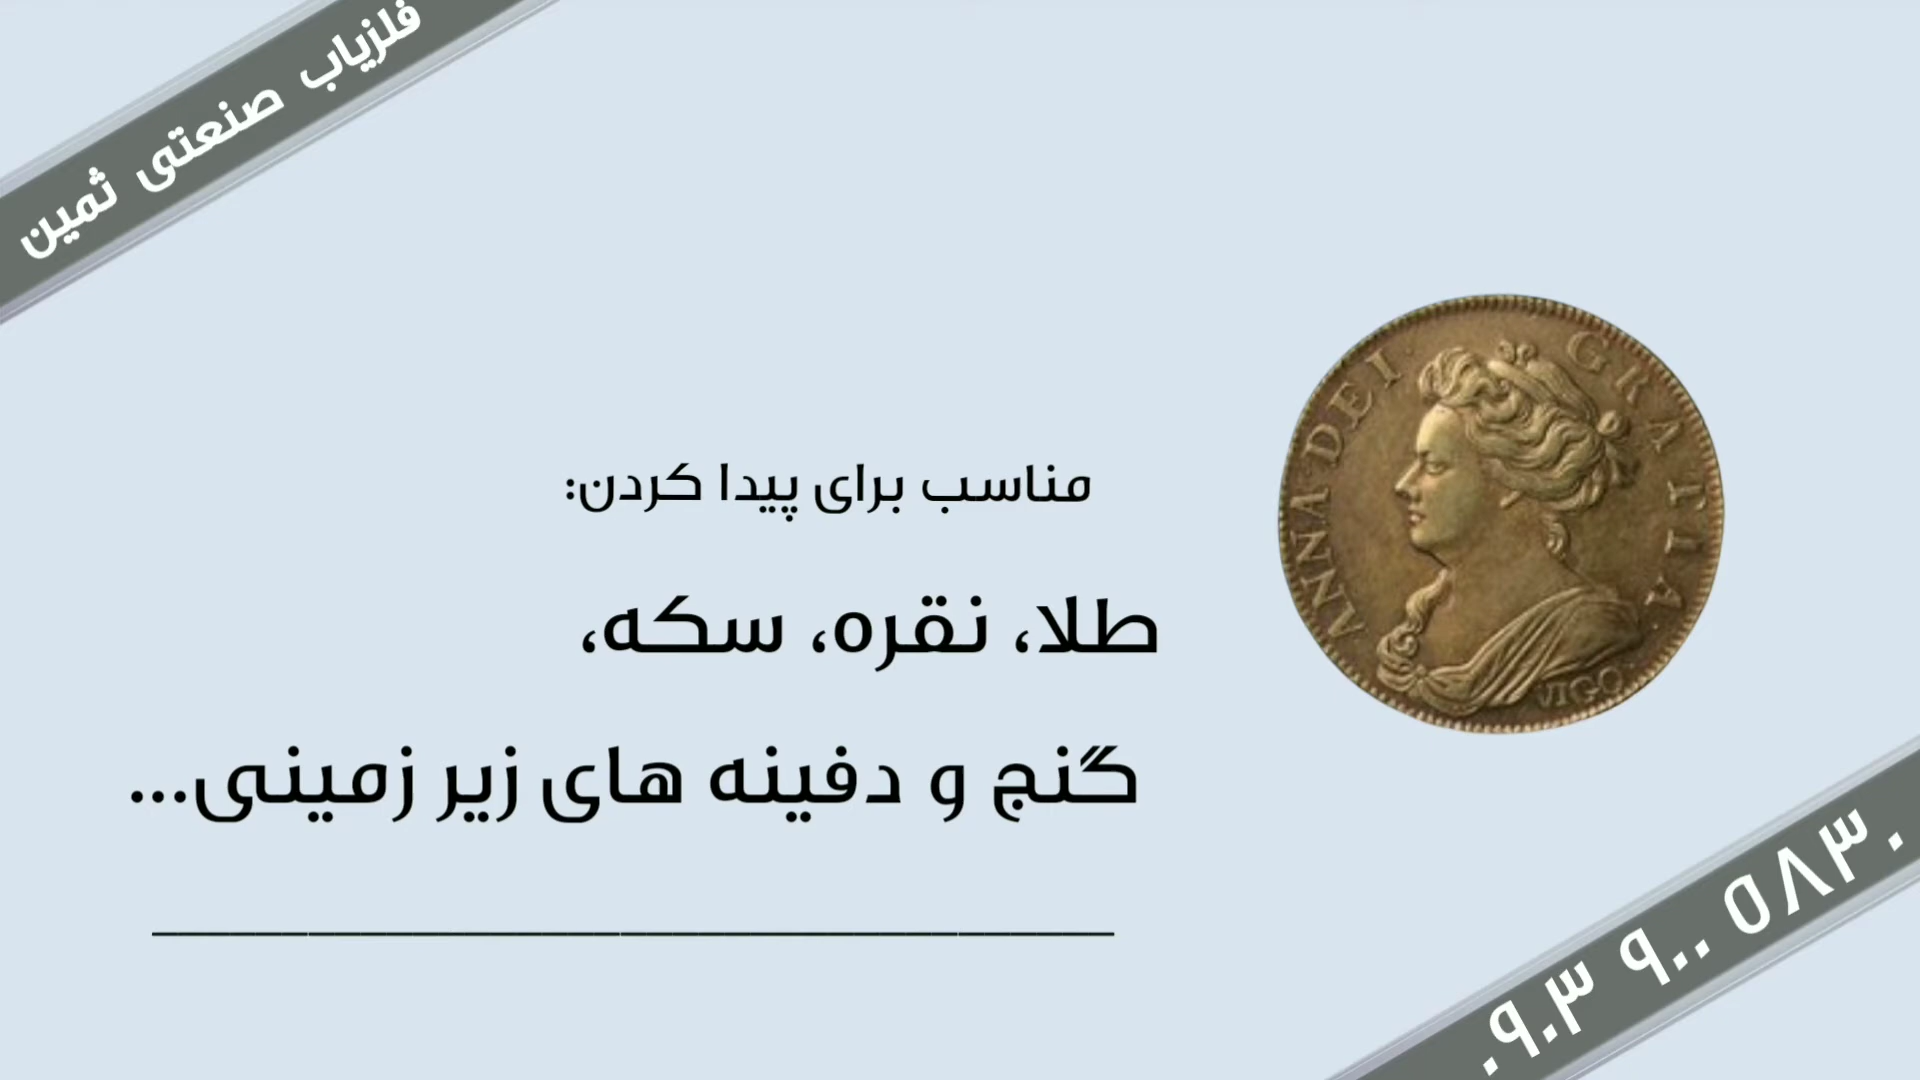 فلزیاب صنعتی ثمین
مناسب برای پیدا کردن:
طلا، نقره، سکه،
گنج و دفینه های زیر زمینی...
ANNA DEI · GRATIA
VIGO
۰۹۰۳ ۹۰۰ ۵۸۳۰